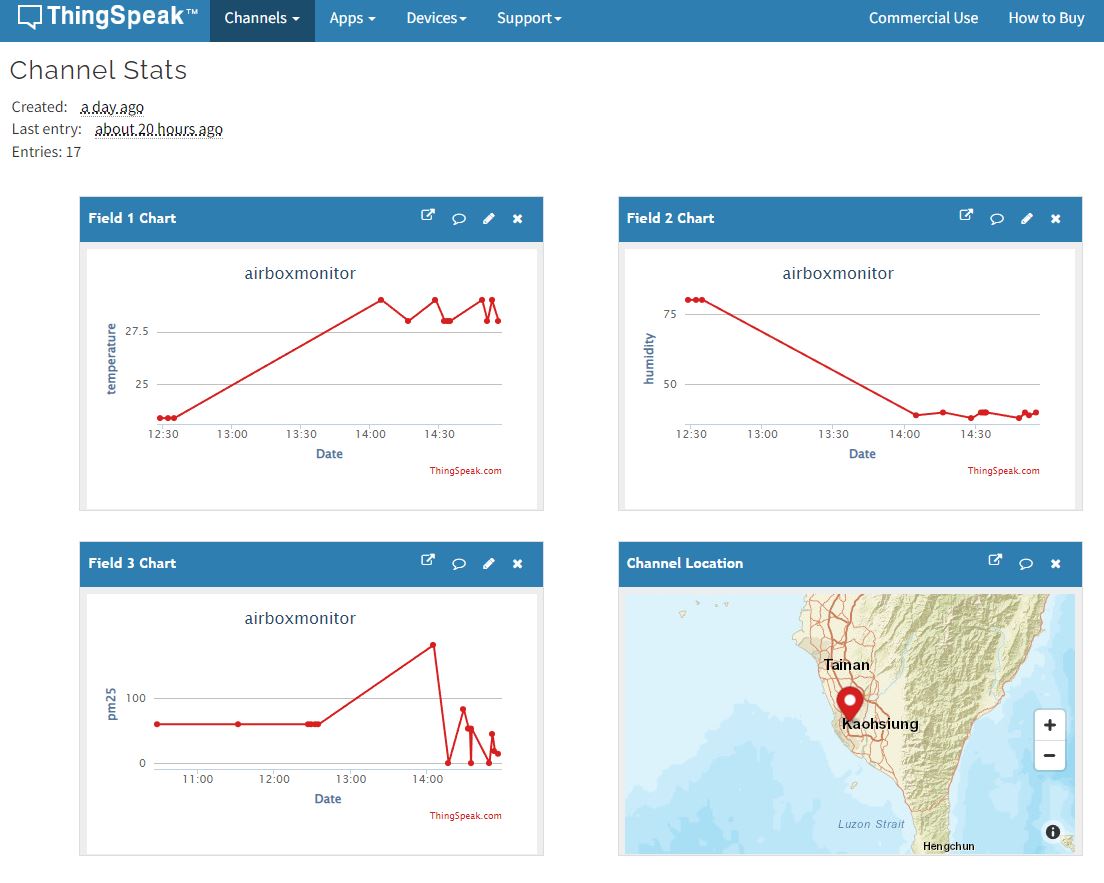 ThingSpeak™ Channels Apps Devices Support Commercial Use How to Buy
Channel Stats
Created: a day ago
Last entry: about 20 hours ago
Entries: 17
Field 1 Chart
airboxmonitor
temperature
27.5
25
12:30 13:00 13:30 14:00 14:30
Date
ThingSpeak.com
Field 2 Chart
airboxmonitor
humidity
75
50
12:30 13:00 13:30 14:00 14:30
Date
ThingSpeak.com
Field 3 Chart
airboxmonitor
pm25
100
0
11:00 12:00 13:00 14:00
Date
ThingSpeak.com
Channel Location
Tainan
Kaohsiung
Luzon Strait
Hengchun
+
−
i